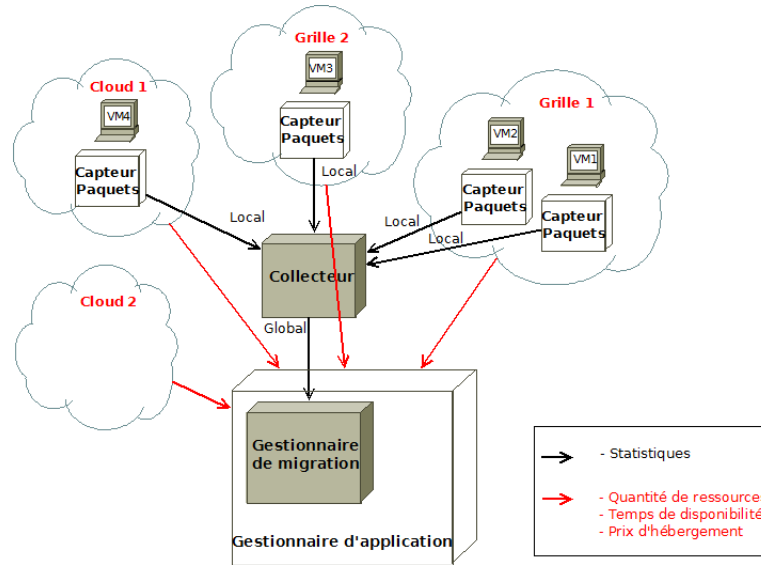 Grille 2
VM3
Capteur
Paquets
Local
Cloud 1
VM4
Capteur
Paquets
Local
Grille 1
VM2
Capteur
Paquets
Local
VM1
Capteur
Paquets
Local
Collecteur
Global
Cloud 2
Gestionnaire
de migration
Gestionnaire d'application
- Statistiques
- Quantité de ressources
- Temps de disponibilité
- Prix d'hébergement